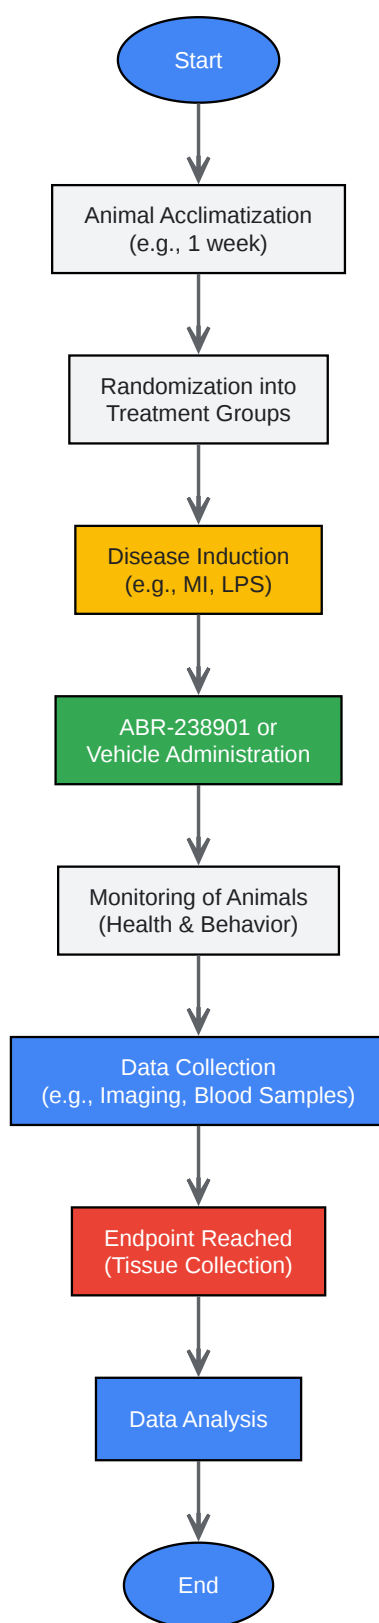 Start
Animal Acclimatization
(e.g., 1 week)
Randomization into
Treatment Groups
Disease Induction
(e.g., MI, LPS)
ABR-238901 or
Vehicle Administration
Monitoring of Animals
(Health & Behavior)
Data Collection
(e.g., Imaging, Blood Samples)
Endpoint Reached
(Tissue Collection)
Data Analysis
End